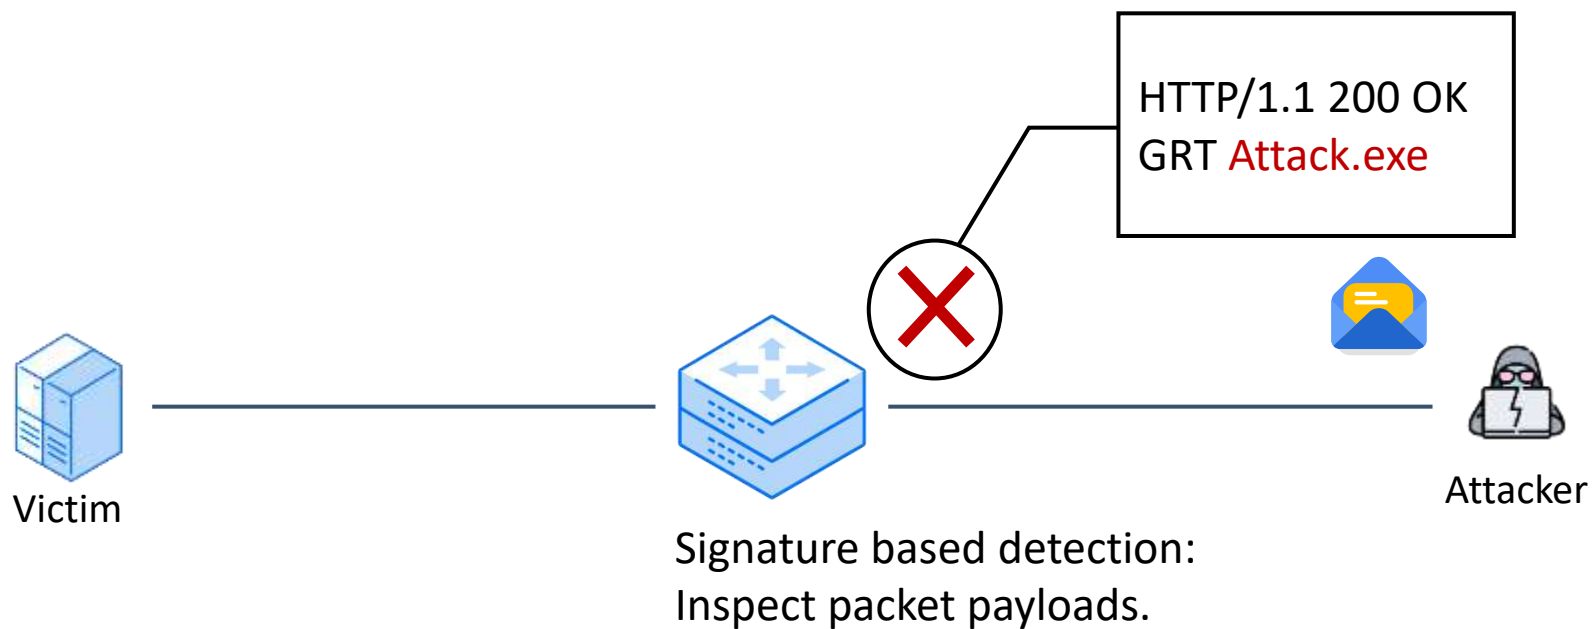 HTTP/1.1 200 OK
GRT Attack.exe
Victim
Attacker
Signature based detection:
Inspect packet payloads.